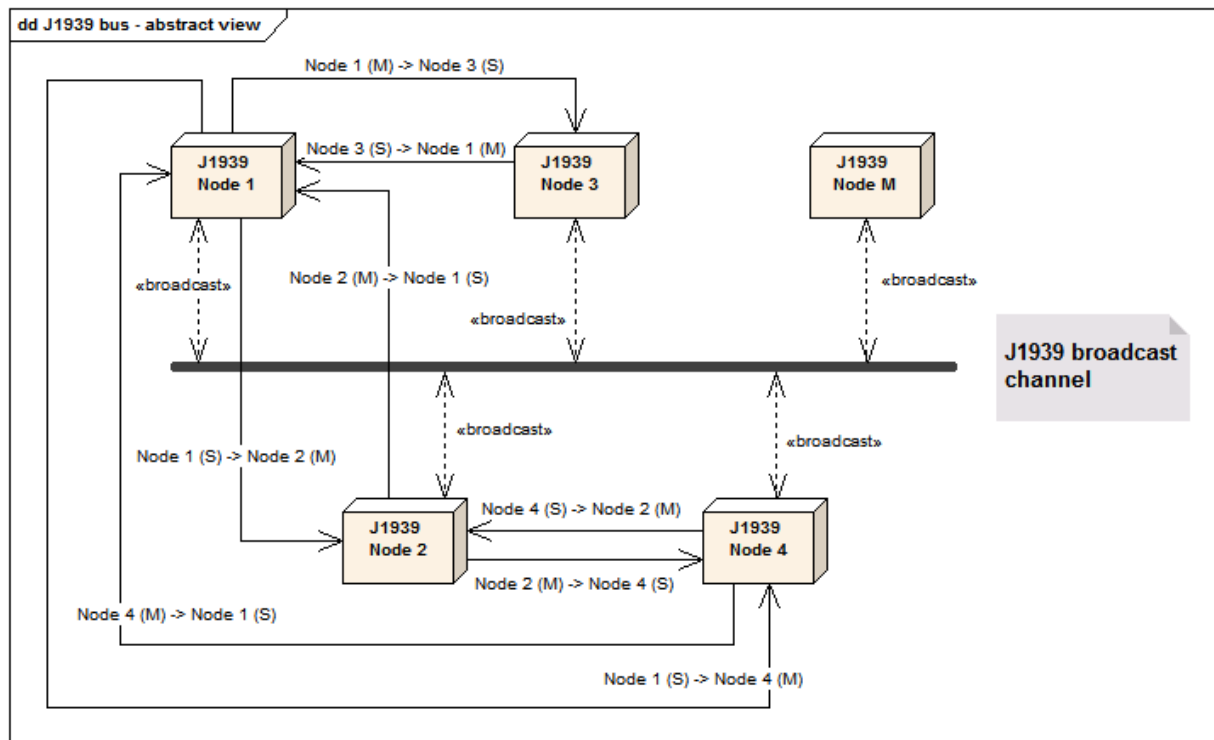 dd J1939 bus - abstract view
Node 1 (M) -> Node 3 (S)
Node 3 (S) -> Node 1 (M)
J1939
Node 1
J1939
Node 3
J1939
Node M
Node 2 (M) -> Node 1 (S)
«broadcast»
«broadcast»
«broadcast»
J1939 broadcast
channel
«broadcast»
«broadcast»
Node 1 (S) -> Node 2 (M)
Node 4 (S) -> Node 2 (M)
J1939
Node 2
J1939
Node 4
Node 2 (M) -> Node 4 (S)
Node 4 (M) -> Node 1 (S)
Node 1 (S) -> Node 4 (M)